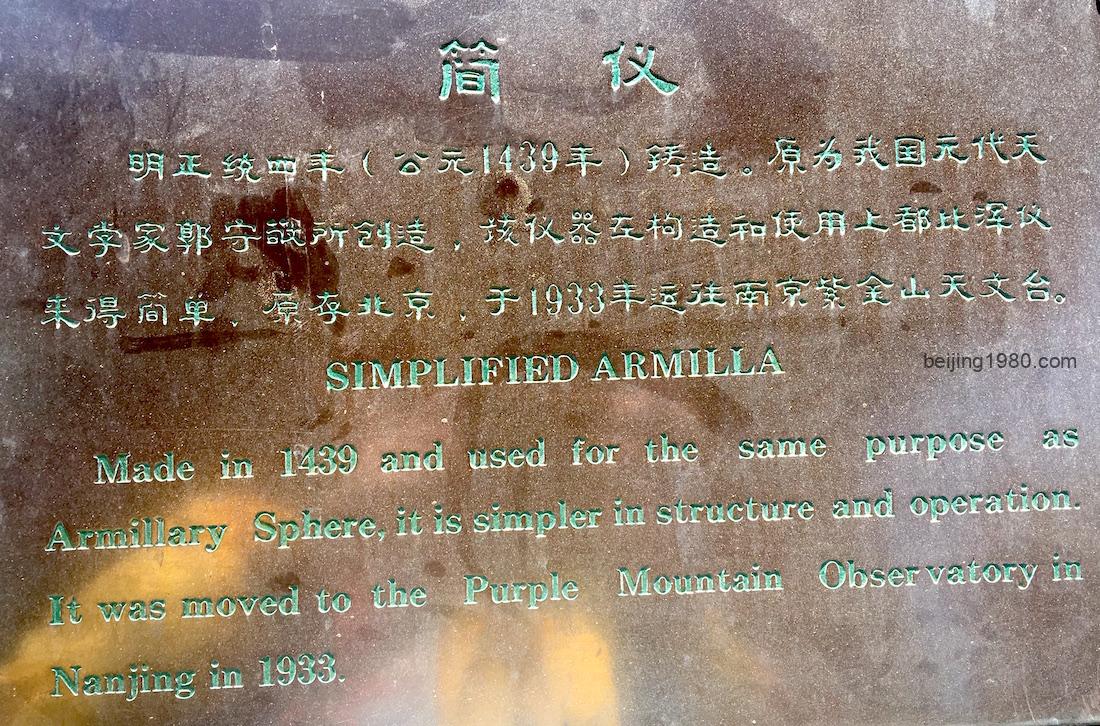 简 仪
明正统四年（公元1439年）铸造。原为我国元代天
文学家郭守敬所创造，该仪器在构造和使用上都比浑仪
来得简单，原存北京，于1933年运往南京紫金山天文台。
SIMPLIFIED ARMILLA
beijing1980.com
Made in 1439 and used for the same purpose as
Armillary Sphere, it is simpler in structure and operation.
It was moved to the Purple Mountain Observatory in
Nanjing in 1933.